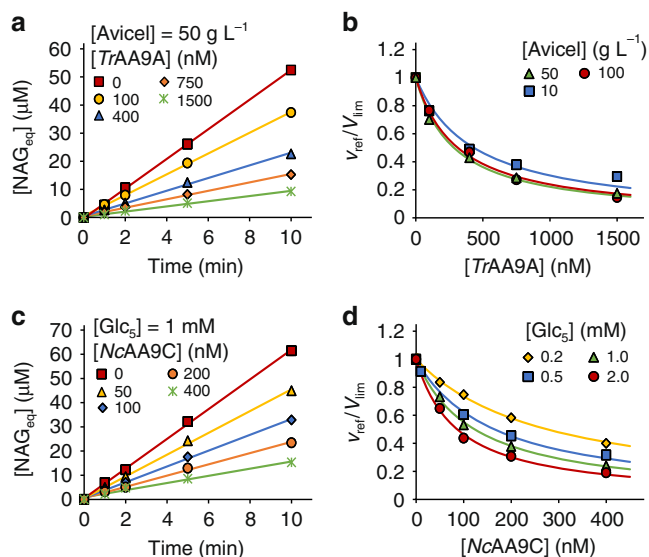 a
[Avicel] = 50 g L⁻¹
[TrAA9A] (nM)
0 750
100 1500
400
[NAGeq] (μM)
60
50
40
30
20
10
0
0 2 4 6 8 10
Time (min)
b
[Avicel] (g L⁻¹)
50 100
10
vref/Vlim
1.2
1
0.8
0.6
0.4
0.2
0
0 500 1000 1500
[TrAA9A] (nM)
c
[Glc5] = 1 mM
[NcAA9C] (nM)
0 200
50 400
100
[NAGeq] (μM)
70
60
50
40
30
20
10
0
0 2 4 6 8 10
Time (min)
d
[Glc5] (mM)
0.2 1.0
0.5 2.0
vref/Vlim
1.2
1
0.8
0.6
0.4
0.2
0
0 100 200 300 400
[NcAA9C] (nM)